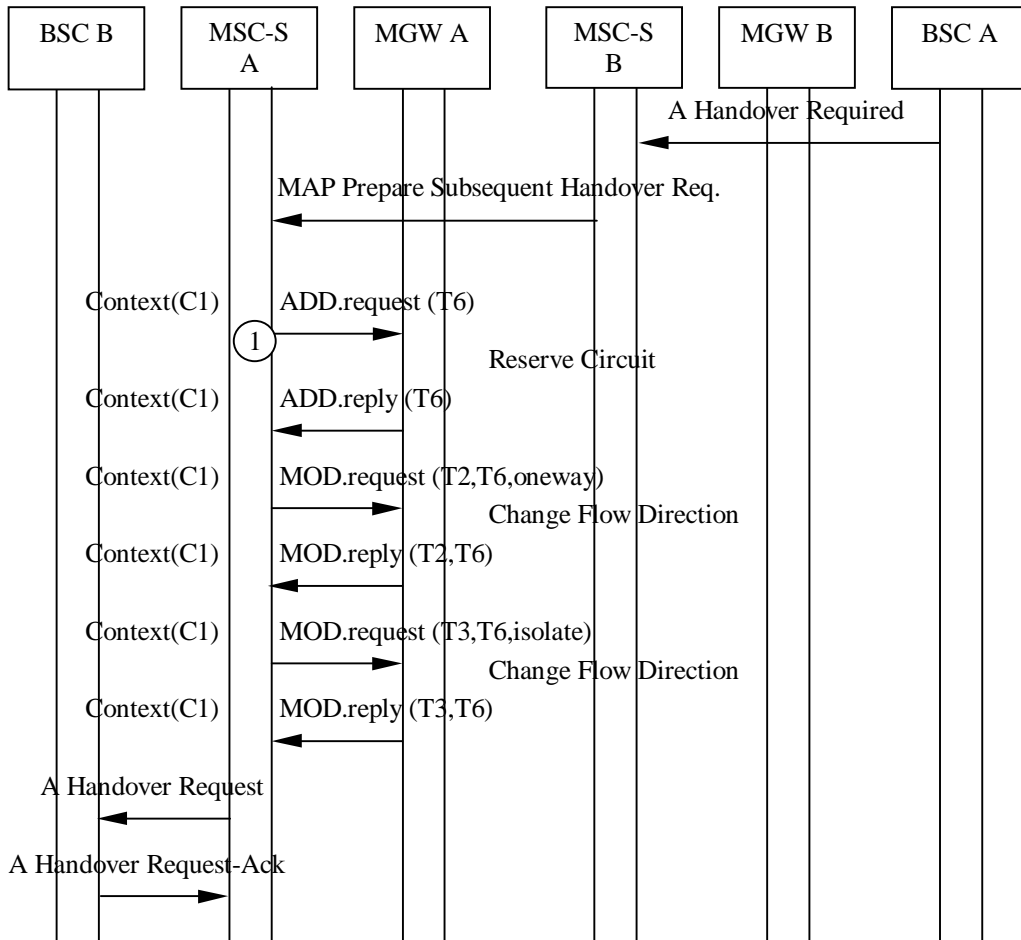 BSC B
MSC-S
A
MGW A
MSC-S
B
MGW B
BSC A
A Handover Required
MAP Prepare Subsequent Handover Req.
Context(C1)
ADD.request (T6)
1
Reserve Circuit
Context(C1)
ADD.reply (T6)
Context(C1)
MOD.request (T2,T6,oneway)
Change Flow Direction
Context(C1)
MOD.reply (T2,T6)
Context(C1)
MOD.request (T3,T6,isolate)
Change Flow Direction
Context(C1)
MOD.reply (T3,T6)
A Handover Request
A Handover Request-Ack